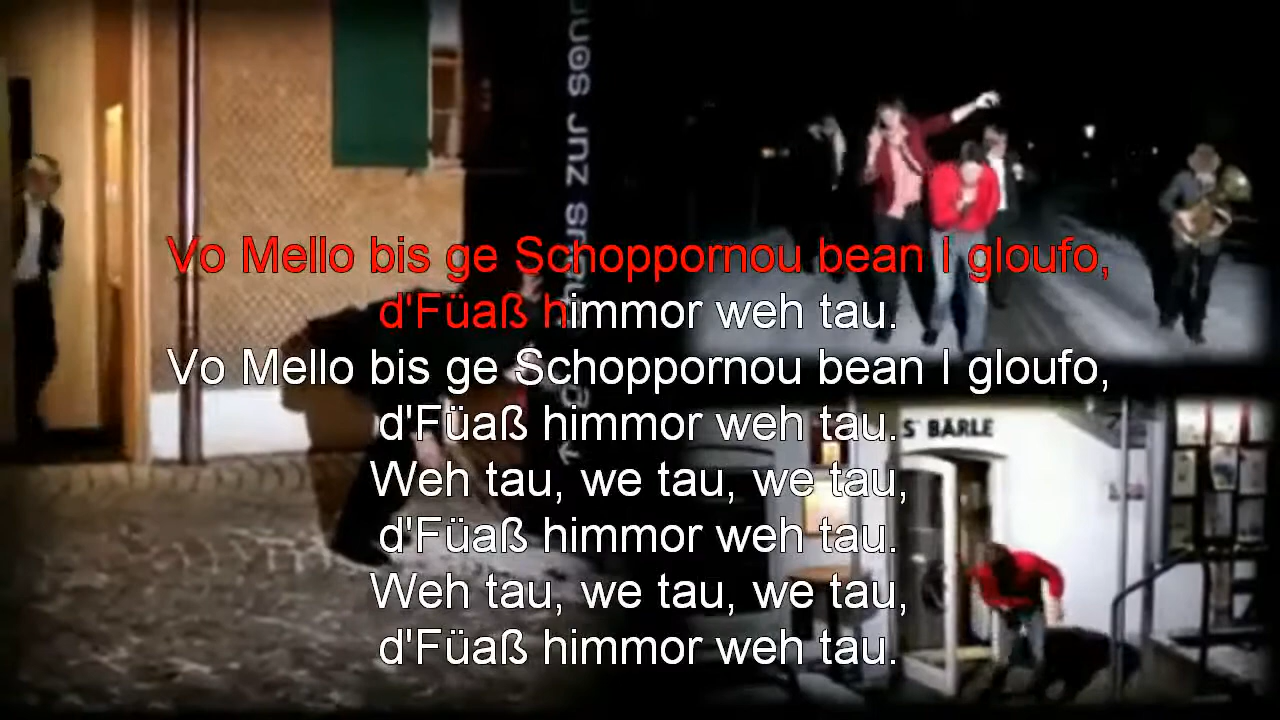 Vo Mello bis ge Schoppornou bean I gloufo,
d'Füaß himmor weh tau.
Vo Mello bis ge Schoppornou bean I gloufo,
d'Füaß himmor weh tau.
Weh tau, we tau, we tau,
d'Füaß himmor weh tau.
Weh tau, we tau, we tau,
d'Füaß himmor weh tau.
zur
S' BÄRLE